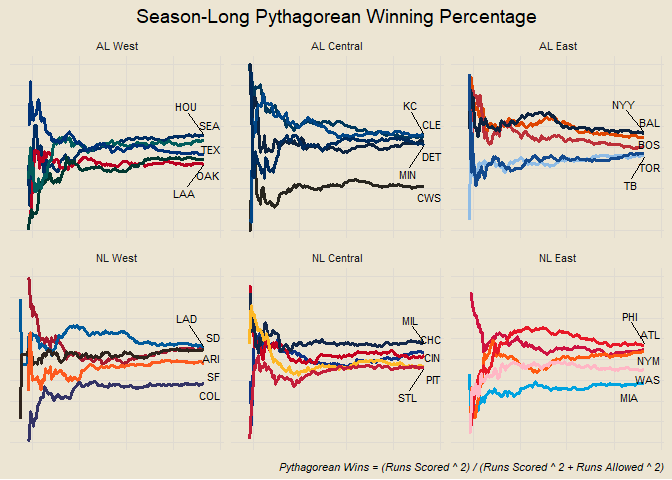 Season-Long Pythagorean Winning Percentage
AL West
AL Central
AL East
HOU
SEA
TEX
OAK
LAA
KC
CLE
DET
MIN
CWS
NYY
BAL
BOS
TOR
TB
NL West
NL Central
NL East
LAD
SD
ARI
SF
COL
MIL
CHC
CIN
PIT
STL
PHI
ATL
NYM
WAS
MIA
Pythagorean Wins = (Runs Scored ^ 2) / (Runs Scored ^ 2 + Runs Allowed ^ 2)